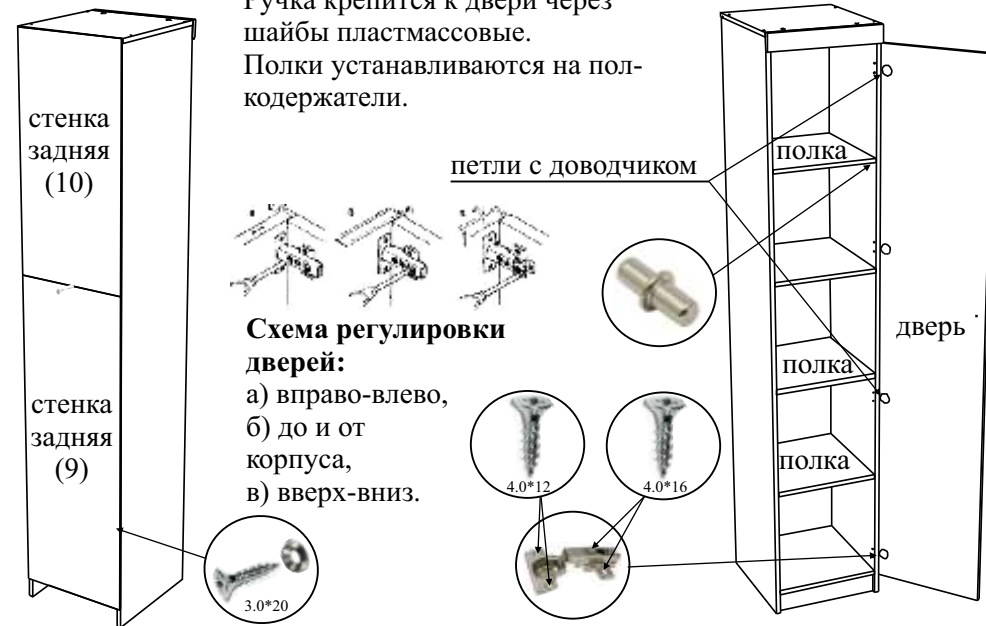 Ручка крепится к двери через
шайбы пластмассовые.
Полки устанавливаются на пол-
кодержатели.
стенка
задняя
(10)
петли с доводчиком
полка
Схема регулировки
дверей:
а) вправо-влево,
б) до и от
корпуса,
в) вверх-вниз.
дверь
полка
стенка
задняя
(9)
полка
4.0*12
4.0*16
3.0*20